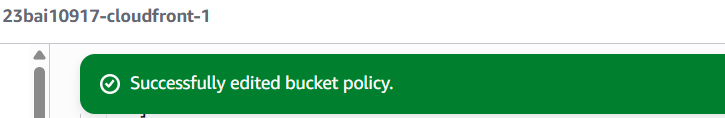 23bai10917-cloudfront-1
Successfully edited bucket policy.